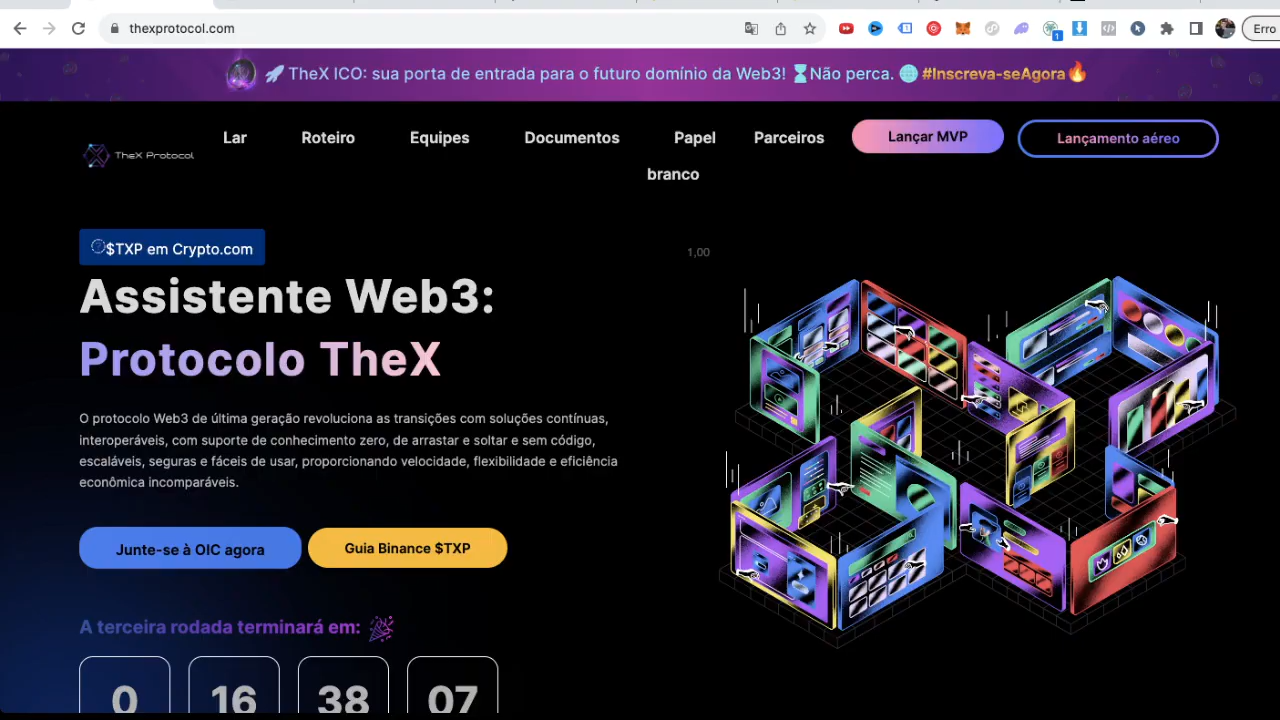 thexprotocol.com
1
Erro
TheX ICO: sua porta de entrada para o futuro domínio da Web3! Não perca. #Inscreva-seAgora
TheX Protocol
Lar
Roteiro
Equipes
Documentos
Papel
branco
Parceiros
Lançar MVP
Lançamento aéreo
$TXP em Crypto.com
1,00
Assistente Web3:
Protocolo TheX
O protocolo Web3 de última geração revoluciona as transições com soluções contínuas,
interoperáveis, com suporte de conhecimento zero, de arrastar e soltar e sem código,
escaláveis, seguras e fáceis de usar, proporcionando velocidade, flexibilidade e eficiência
econômica incomparáveis.
Junte-se à OIC agora
Guia Binance $TXP
A terceira rodada terminará em:
0
16
38
07